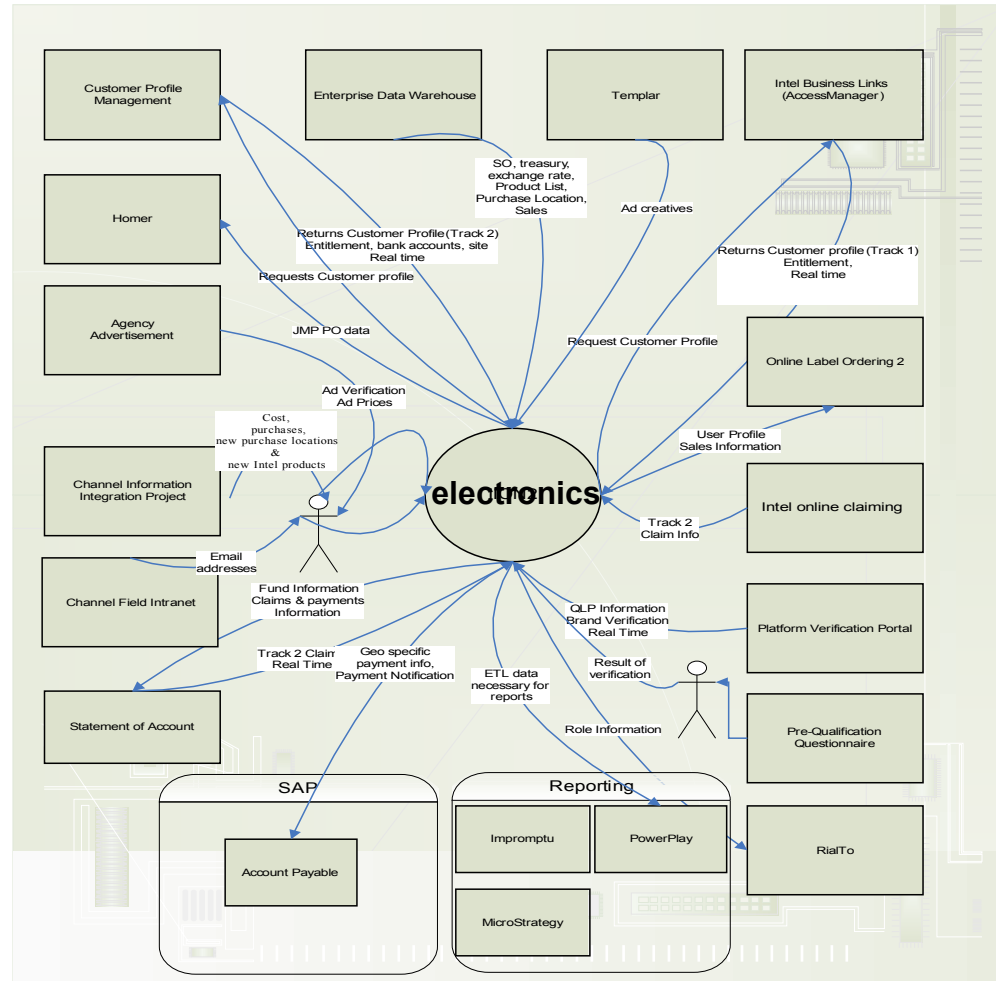 Customer Profile
Management
Enterprise Data Warehouse
Templar
Intel Business Links
(AccessManager)
SO, treasury,
exchange rate,
Product List,
Purchase Location,
Sales
Ad creatives
Homer
Returns Customer Profile (Track 2)
Entitlement, bank accounts, site
Real time
Returns Customer profile (Track 1)
Entitlement,
Real time
Requests Customer profile
Agency
Advertisement
JMP PO data
Request Customer Profile
Online Label Ordering 2
Ad Verification
Ad Prices
Cost,
purchases,
new purchase locations
&
new Intel products
User Profile
Sales Information
Channel Information
Integration Project
electronics
Intel online claiming
Track 2
Claim Info
Email
addresses
Channel Field Intranet
Fund Information
Claims & payments
Information
QLP Information
Brand Verification
Real Time
Platform Verification Portal
Track 2 Claim
Real Time
Geo specific
payment info,
Payment Notification
ETL data
necessary for
reports
Result of
verification
Statement of Account
Role Information
Pre-Qualification
Questionnaire
SAP
Reporting
Account Payable
Impromptu
PowerPlay
RialTo
MicroStrategy